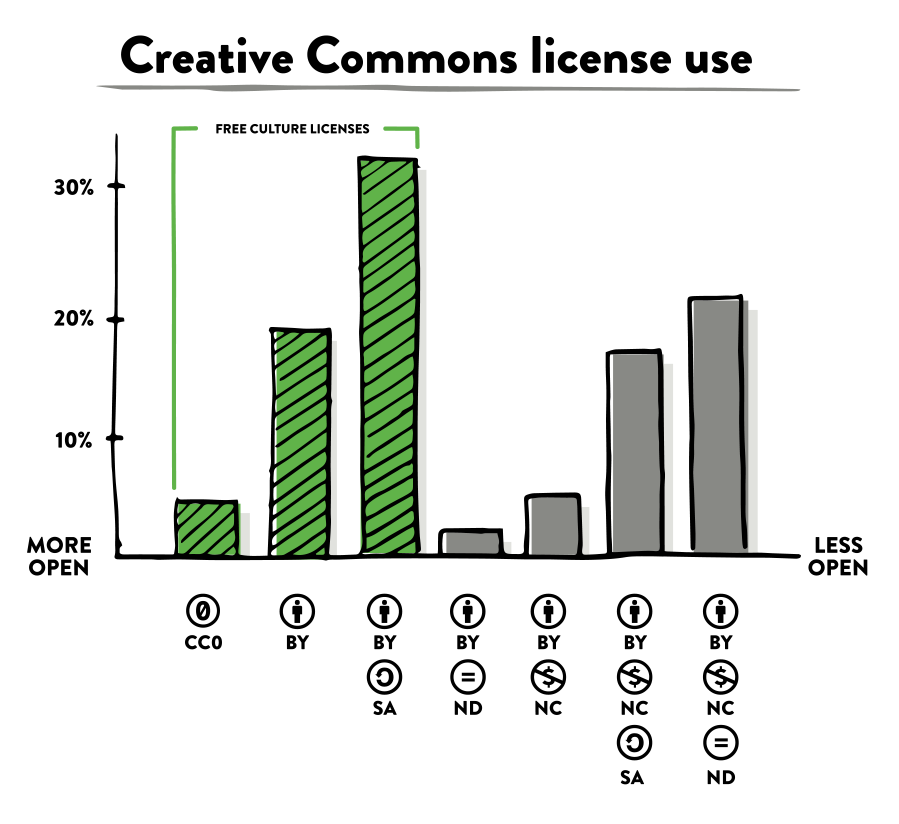 Creative Commons license use
FREE CULTURE LICENSES
30%
20%
10%
MORE
OPEN
LESS
OPEN
CC0
BY
BY
BY
BY
BY
BY
SA
ND
NC
NC
NC
SA
ND